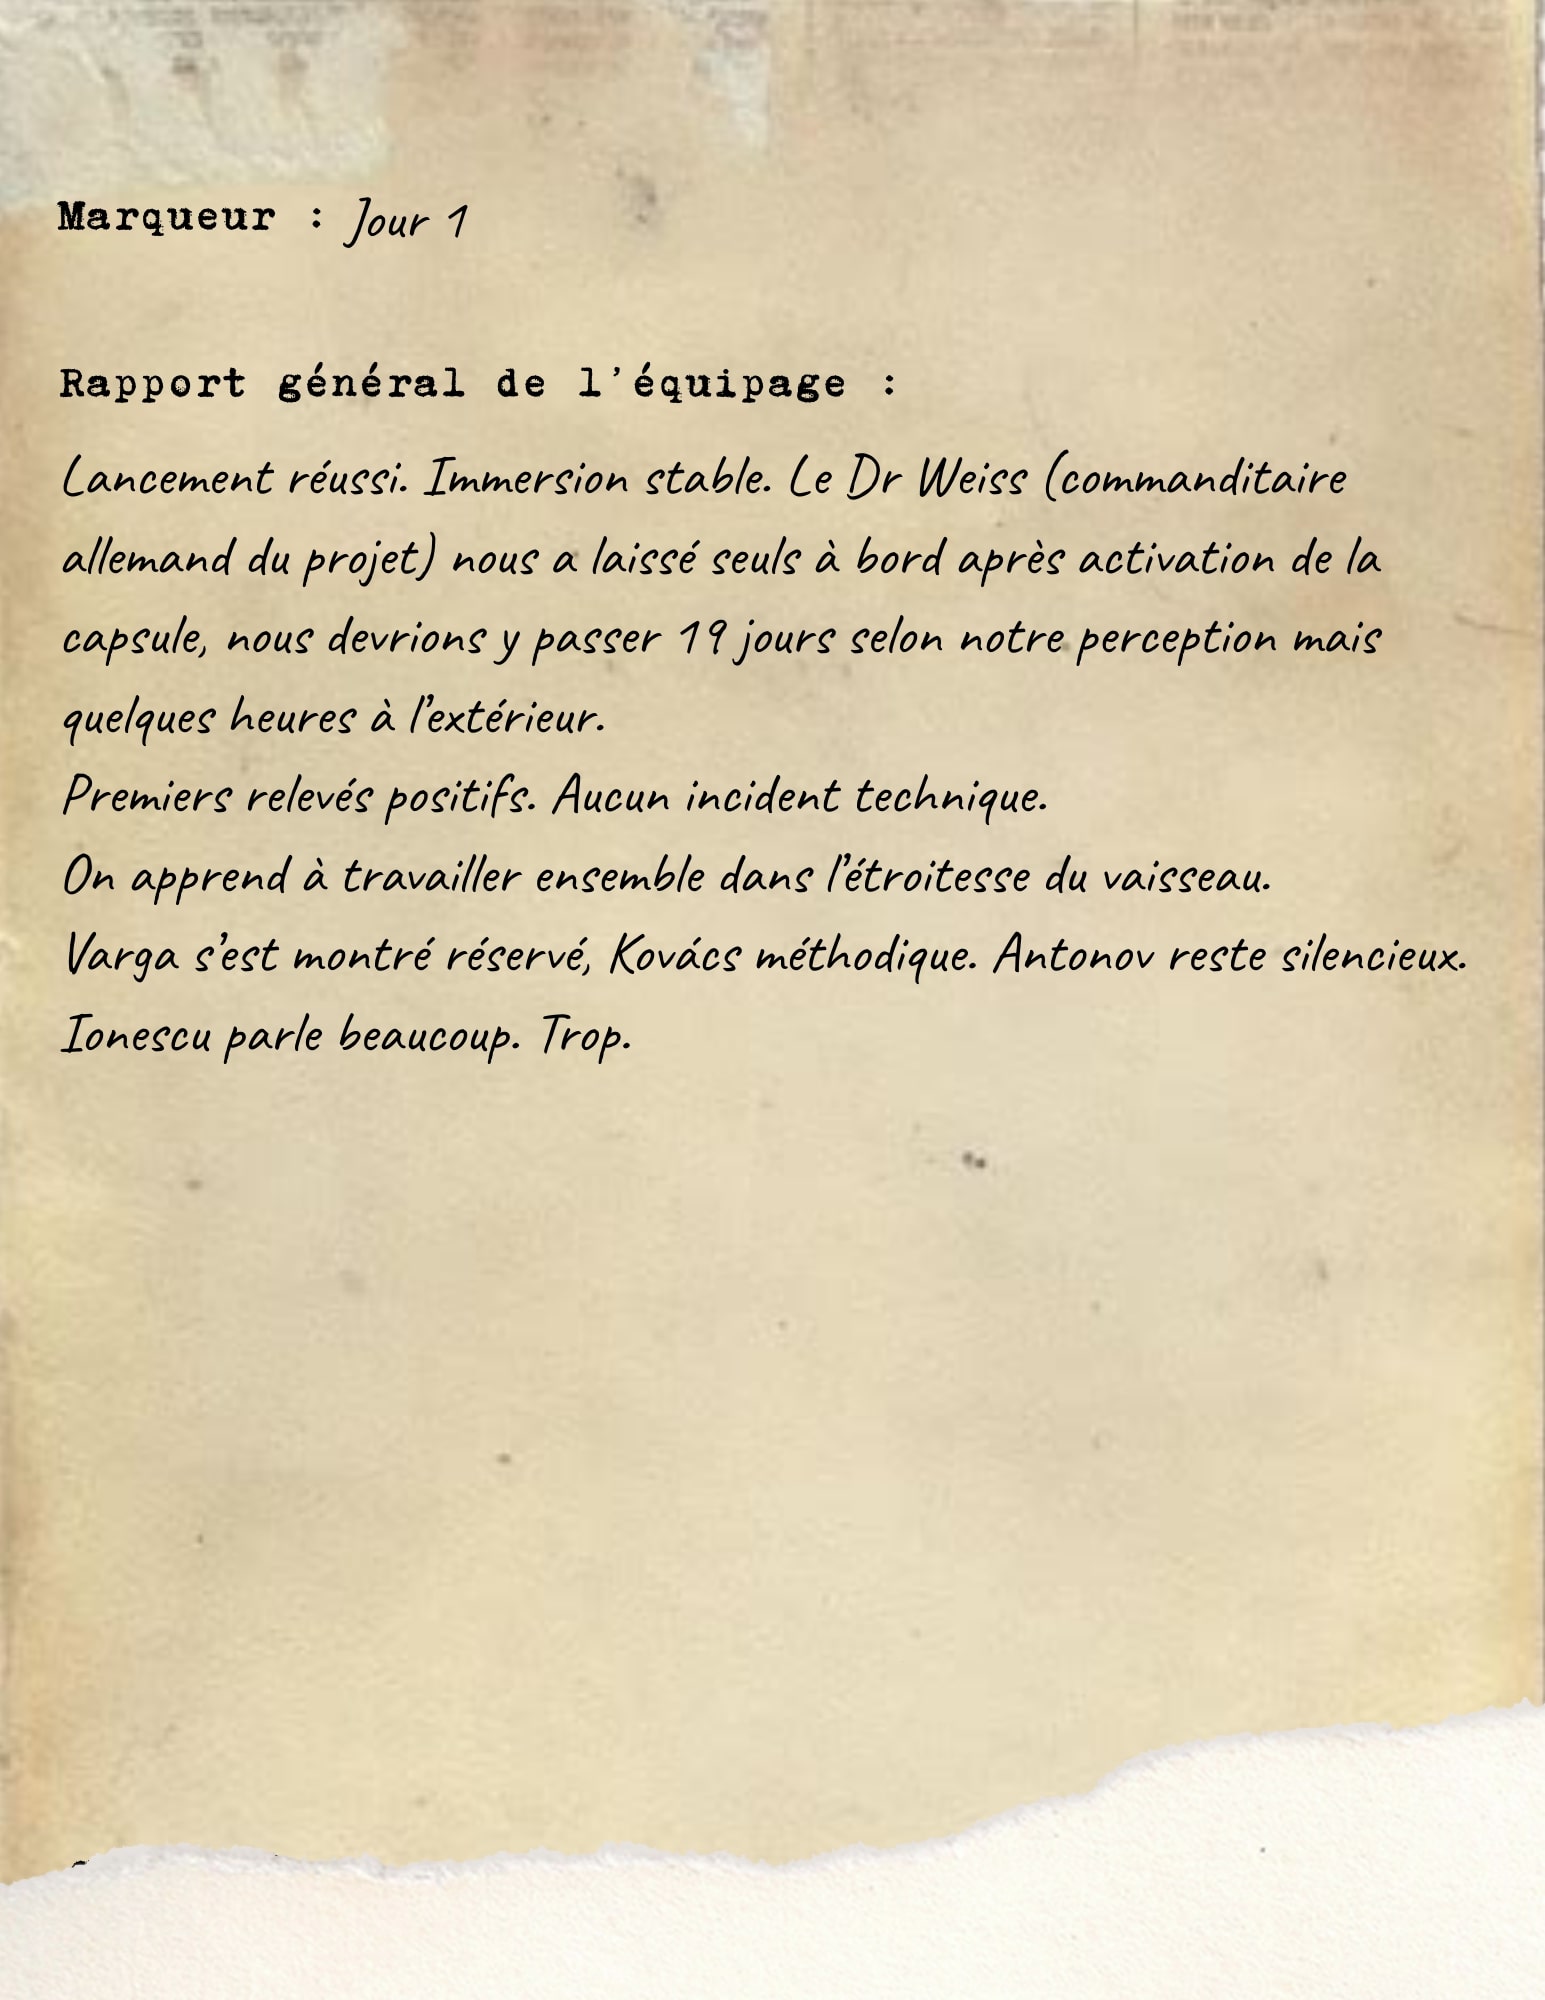 Marqueur : Jour 1
Rapport général de l'équipage :
Lancement réussi. Immersion stable. Le Dr Weiss (commanditaire
allemand du projet) nous a laissé seuls à bord après activation de la
capsule, nous devrions y passer 19 jours selon notre perception mais
quelques heures à l'extérieur.
Premiers relevés positifs. Aucun incident technique.
On apprend à travailler ensemble dans l'étroitesse du vaisseau.
Varga s'est montré réservé, Kovács méthodique. Antonov reste silencieux.
Ionescu parle beaucoup. Trop.